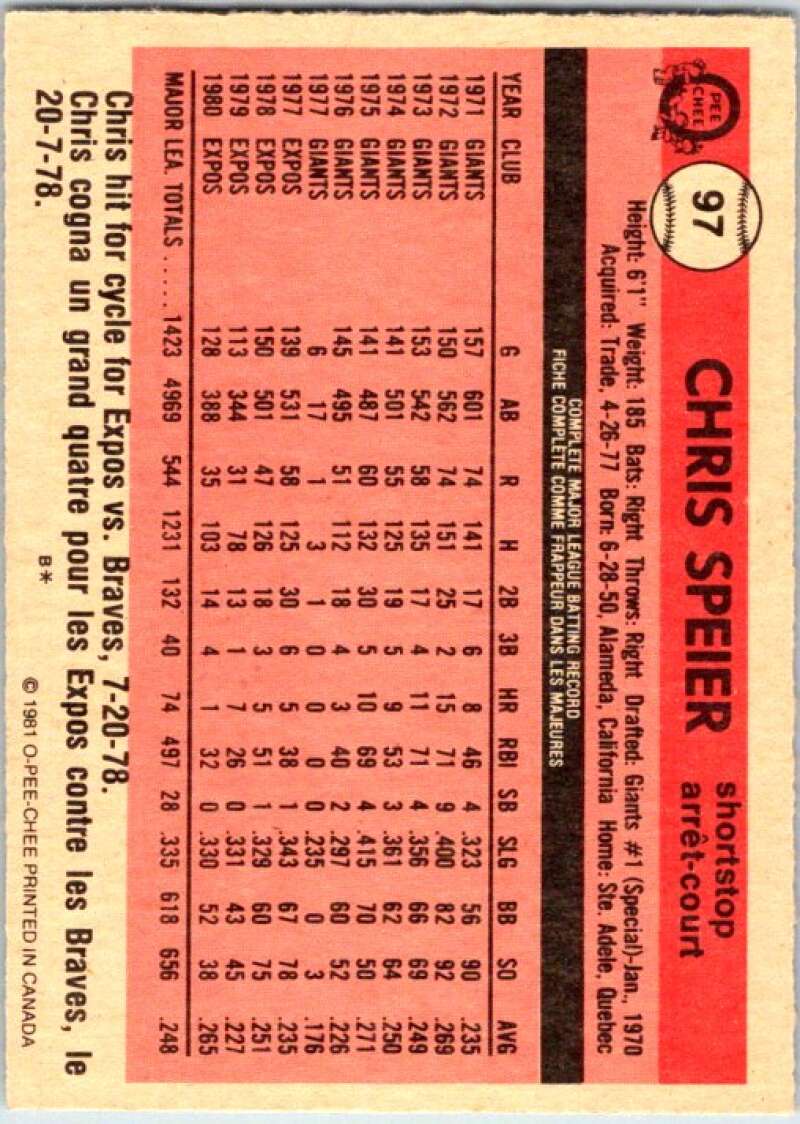 O PEE CHEE
97
CHRIS SPEIER
shortstop
arrêt-court
Height: 6'1" Weight: 185 Bats: Right Throws: Right Drafted: Giants #1 (Special)-Jan., 1970
Acquired: Trade, 4-26-77 Born: 6-28-50, Alameda, California Home: Ste. Adele, Quebec
COMPLETE MAJOR LEAGUE BATTING RECORD
FICHE COMPLETE COMME FRAPPEUR DANS LES MAJEURES
YEAR CLUB G AB R H 2B 3B HR RBI SB SLG BB SO AVG
1971 GIANTS 157 601 74 141 17 6 8 46 4 .323 56 90 .235
1972 GIANTS 150 562 74 151 25 2 15 71 9 .400 82 92 .269
1973 GIANTS 153 542 58 135 17 4 11 71 4 .356 66 69 .249
1974 GIANTS 141 501 55 125 19 5 9 53 3 .361 62 64 .250
1975 GIANTS 141 487 60 132 30 5 10 69 4 .415 70 50 .271
1976 GIANTS 145 495 51 112 18 4 3 40 2 .297 60 52 .226
1977 GIANTS 6 17 1 3 1 0 0 0 0 .235 0 3 .176
1977 EXPOS 139 531 58 125 30 6 5 38 1 .343 67 78 .235
1978 EXPOS 150 501 47 126 18 3 5 51 1 .329 60 75 .251
1979 EXPOS 113 344 31 78 13 1 7 26 0 .331 43 45 .227
1980 EXPOS 128 388 35 103 14 4 1 32 0 .330 52 38 .265
MAJOR LEA. TOTALS ..... 1423 4969 544 1231 132 40 74 497 28 .335 618 656 .248
Chris hit for cycle for Expos vs. Braves, 7-20-78.
Chris cogna un grand quatre pour les Expos contre les Braves, le
20-7-78.
B* © 1981 O-PEE-CHEE PRINTED IN CANADA